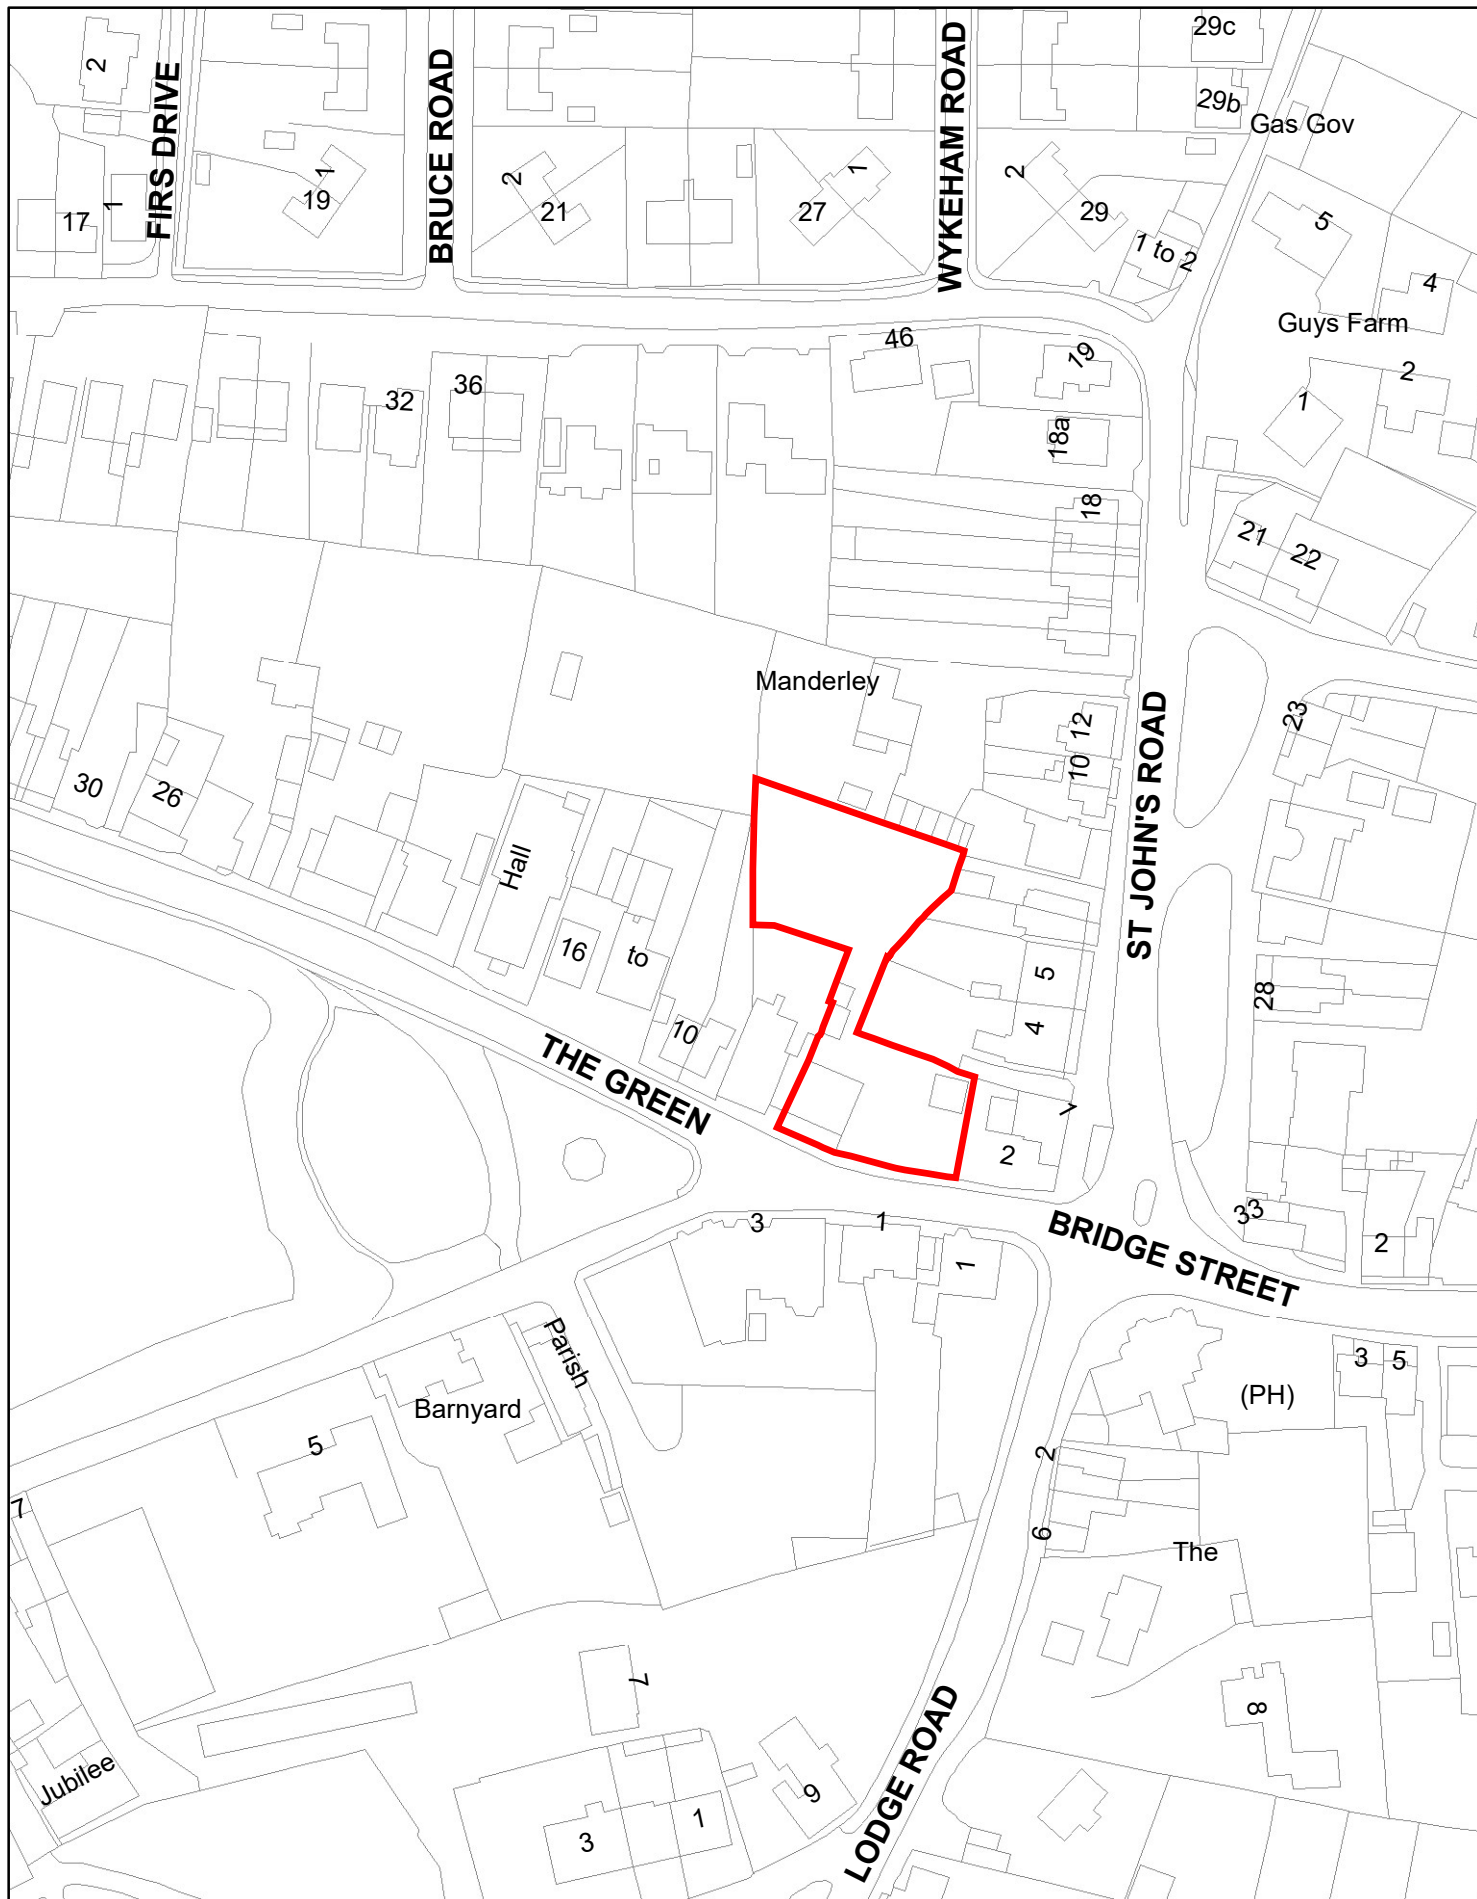 29c
2
FIRS DRIVE
BRUCE ROAD
WYKEHAM ROAD
29b
Gas Gov
1
19
2
21
1
27
2
29
17
1
5
1 to 2
4
Guys Farm
46
19
36
32
2
1
18a
18
21
22
Manderley
12
10
23
ST JOHN'S ROAD
30
26
Hall
16
to
5
28
4
10
THE GREEN
1
2
3
1
1
BRIDGE STREET
33
2
Parish
Barnyard
3
5
(PH)
5
2
7
6
The
7
8
Jubilee
LODGE ROAD
9
3
1